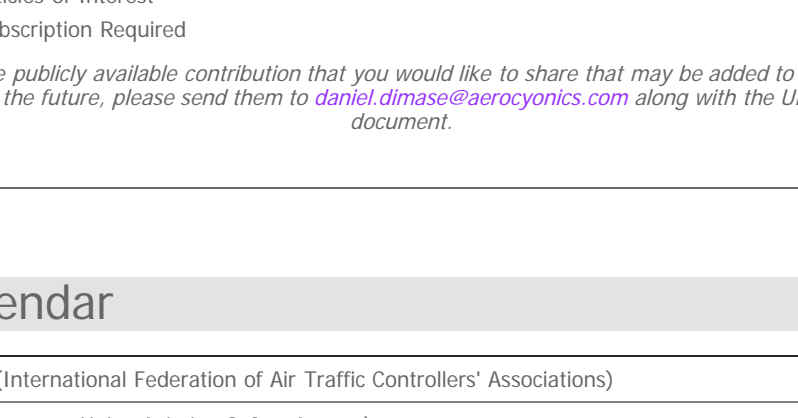 of Interest
Subscription Required
publicly available contribution that you would like to share that may be added to
the future, please send them to daniel.dimase@aerocyonics.com along with the
document.
endar
(International Federation of Air Traffic Controllers' Associations)